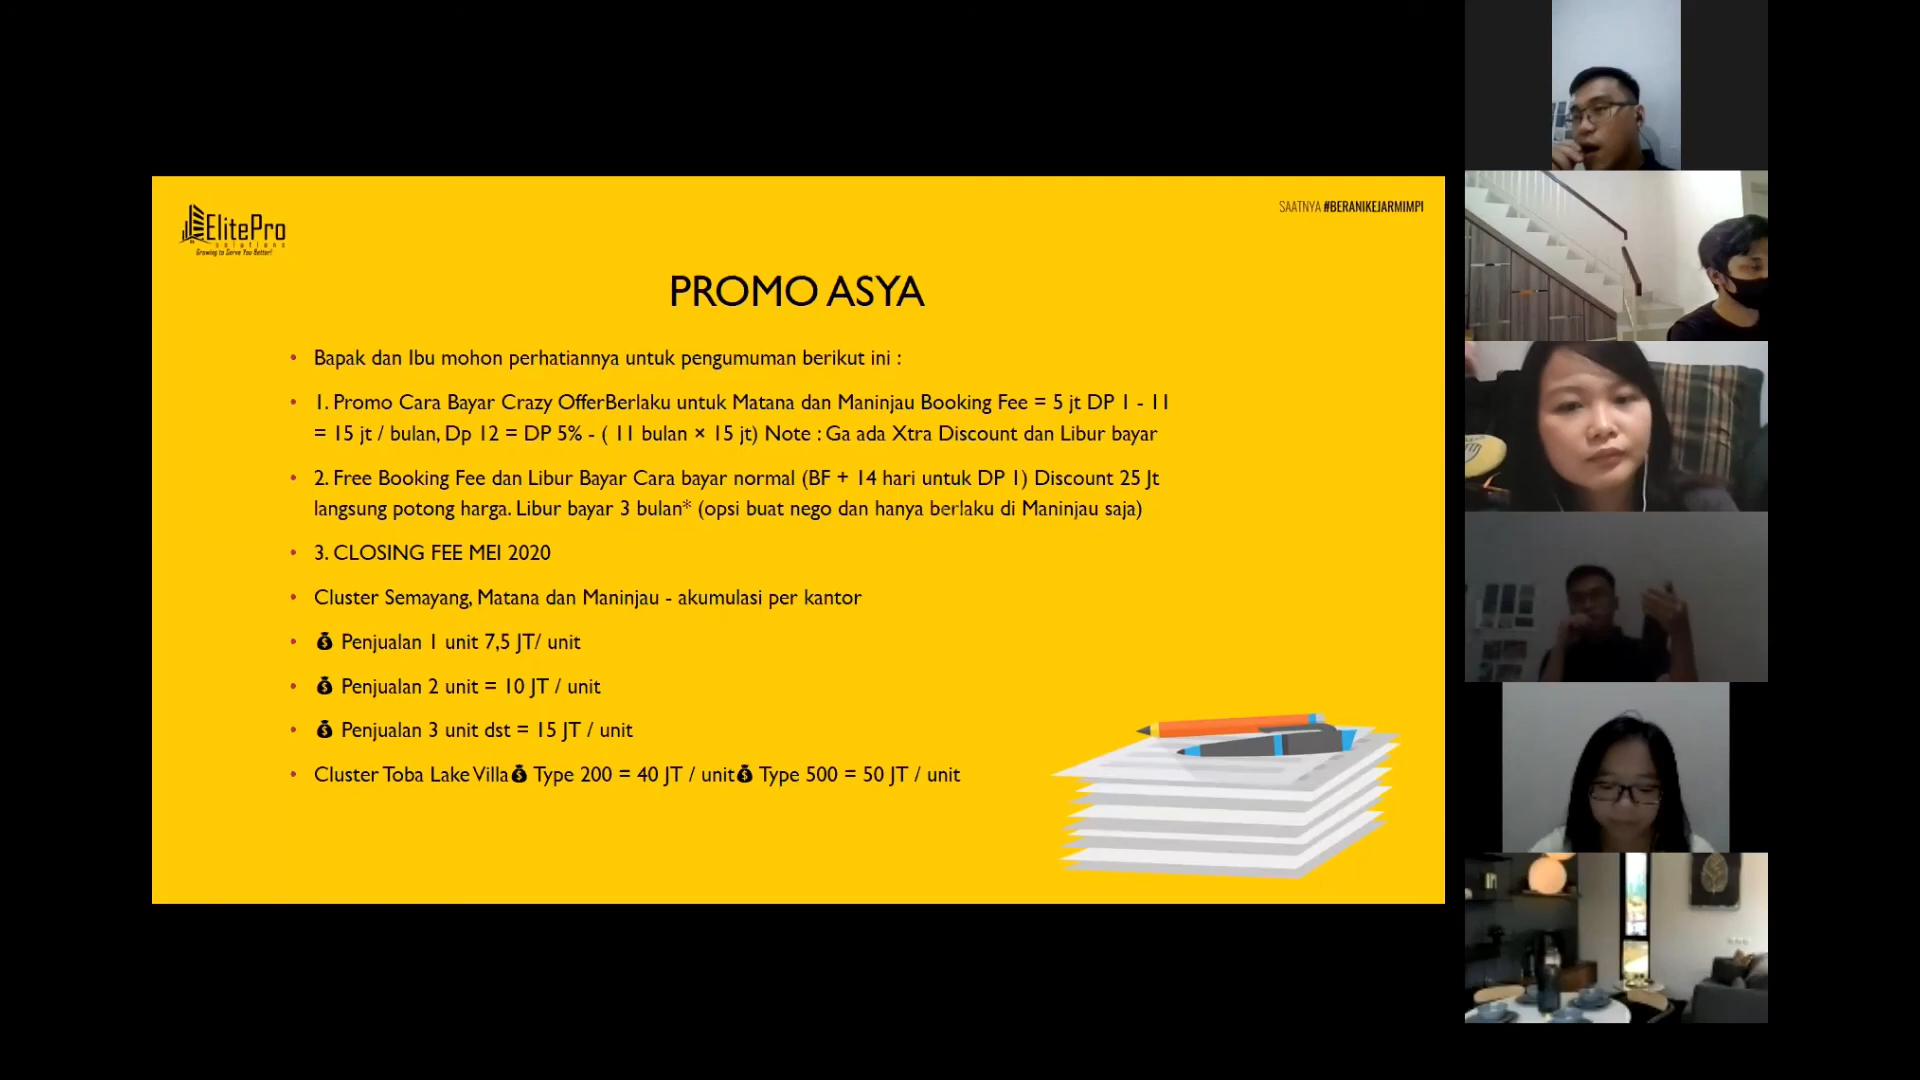 ElitePro
solutions
Growing to Serve You Better!
SAATNYA #BERANIKEJARMIMPI
PROMO ASYA
• Bapak dan Ibu mohon perhatiannya untuk pengumuman berikut ini :
• 1. Promo Cara Bayar Crazy OfferBerlaku untuk Matana dan Maninjau Booking Fee = 5 jt DP 1 - 11
= 15 jt / bulan, Dp 12 = DP 5% - ( 11 bulan × 15 jt) Note : Ga ada Xtra Discount dan Libur bayar
• 2. Free Booking Fee dan Libur Bayar Cara bayar normal (BF + 14 hari untuk DP 1) Discount 25 Jt
langsung potong harga. Libur bayar 3 bulan* (opsi buat nego dan hanya berlaku di Maninjau saja)
• 3. CLOSING FEE MEI 2020
• Cluster Semayang, Matana dan Maninjau - akumulasi per kantor
• 💰 Penjualan 1 unit 7,5 JT/ unit
• 💰 Penjualan 2 unit = 10 JT / unit
• 💰 Penjualan 3 unit dst = 15 JT / unit
• Cluster Toba Lake Villa💰 Type 200 = 40 JT / unit💰 Type 500 = 50 JT / unit